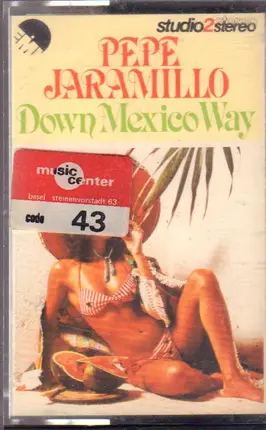 studio2stereo
PEPE
JARAMILLO
Down Mexico Way
music
center
basel steinenvorstadt 63
code 43